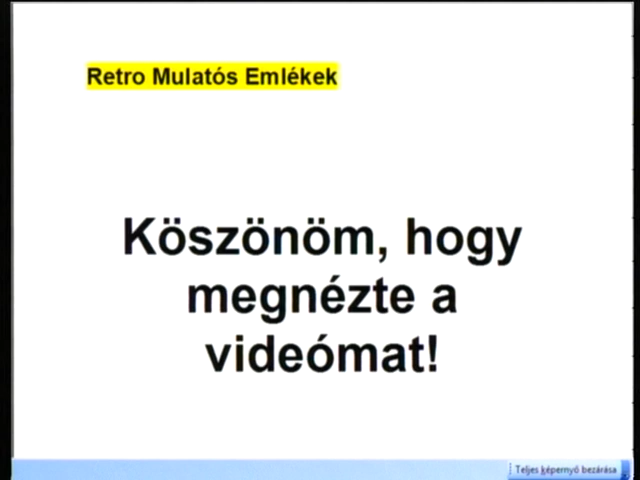 Retro Mulatós Emlékek
Köszönöm, hogy
megnézte a
videómat!
Teljes képernyő bezárása